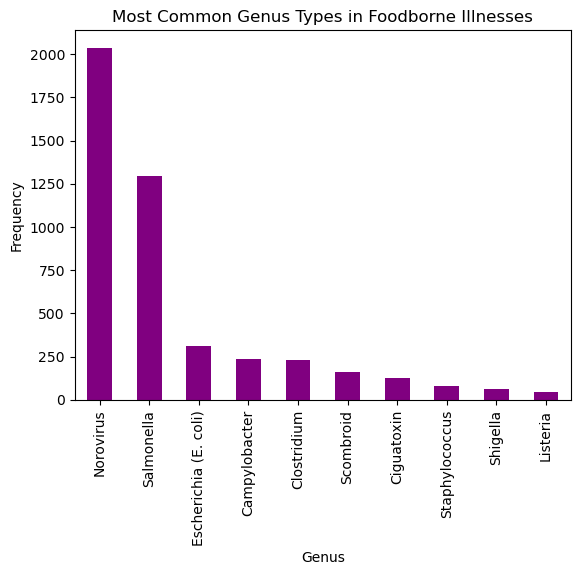 Most Common Genus Types in Foodborne Illnesses
2000
1750
1500
1250
1000
750
500
250
0
Frequency
Norovirus
Salmonella
Escherichia (E. coli)
Campylobacter
Clostridium
Scombroid
Ciguatoxin
Staphylococcus
Shigella
Listeria
Genus